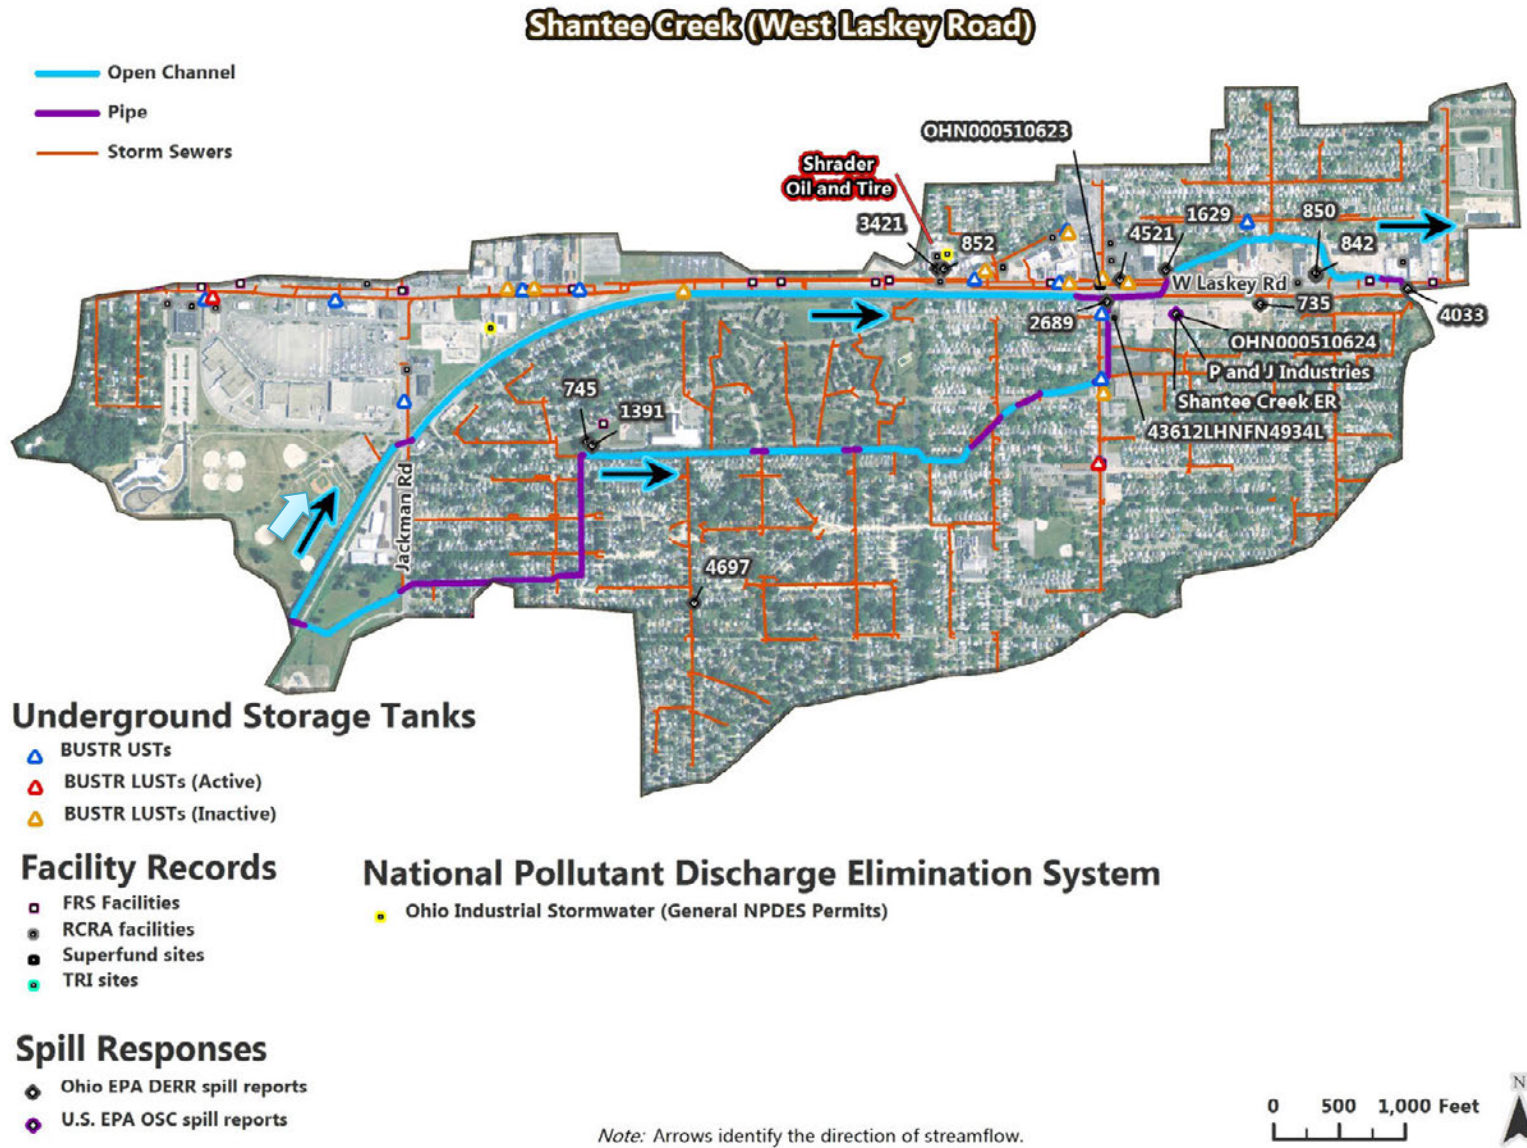 Shantee Creek (West Laskey Road)
Open Channel
Pipe
Storm Sewers
OHN000510623
Shrader
Oil and Tire
3421
852
4521
1629
850
842
W Laskey Rd
2689
735
4033
OHN000510624
P and J Industries
Shantee Creek ER
43612LHNFN4934L
745
1391
Jackman Rd
4697
Underground Storage Tanks
BUSTR USTs
BUSTR LUSTs (Active)
BUSTR LUSTs (Inactive)
Facility Records
FRS Facilities
RCRA facilities
Superfund sites
TRI sites
National Pollutant Discharge Elimination System
Ohio Industrial Stormwater (General NPDES Permits)
Spill Responses
Ohio EPA DERR spill reports
U.S. EPA OSC spill reports
Note: Arrows identify the direction of streamflow.
0 500 1,000 Feet
N